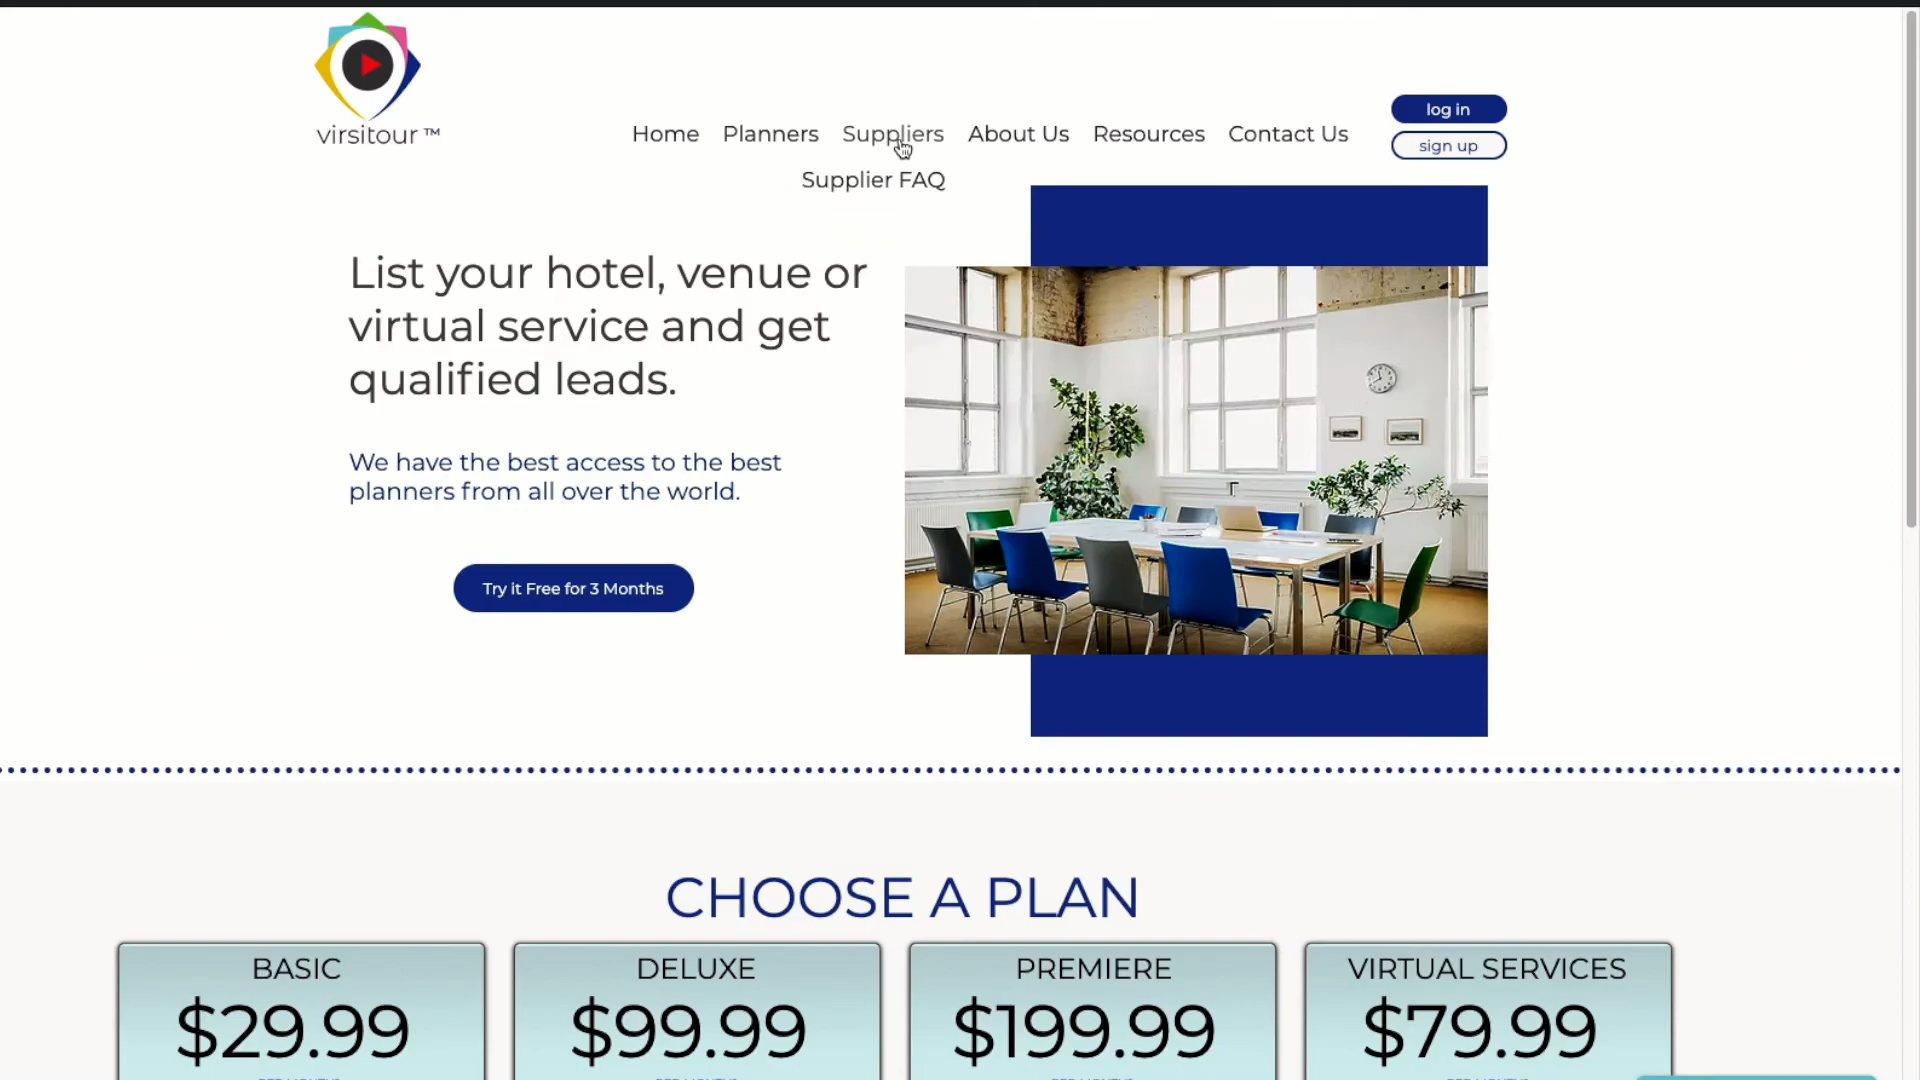 virsitour ™
Home Planners Suppliers About Us Resources Contact Us
log in
sign up
Supplier FAQ
List your hotel, venue or
virtual service and get
qualified leads.
We have the best access to the best
planners from all over the world.
Try it Free for 3 Months
CHOOSE A PLAN
BASIC
$29.99
DELUXE
$99.99
PREMIERE
$199.99
VIRTUAL SERVICES
$79.99